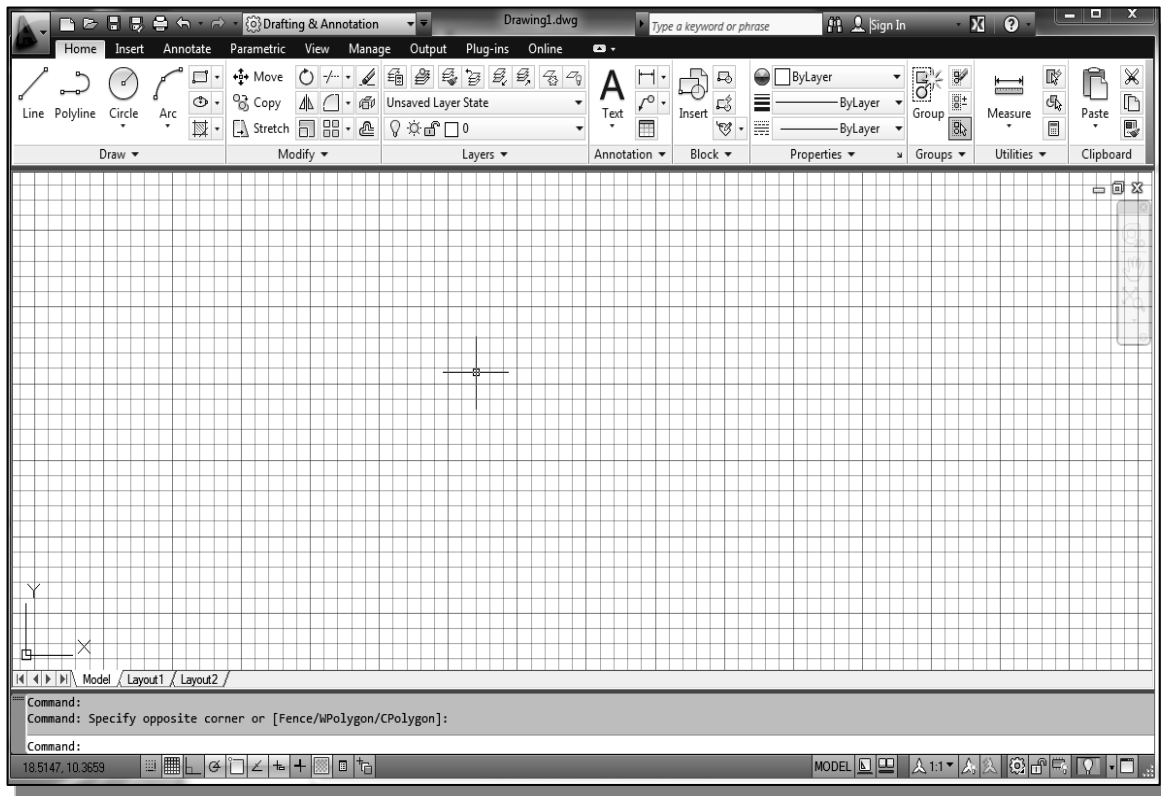 Drafting & Annotation Drawing1.dwg Type a keyword or phrase Sign In
Home Insert Annotate Parametric View Manage Output Plug-ins Online
Line Polyline Circle Arc
Move
Copy
Stretch
Unsaved Layer State
0
Text
Insert
ByLayer
ByLayer
ByLayer
Group
Measure
Paste
Draw Modify Layers Annotation Block Properties Groups Utilities Clipboard
Y
X
Model Layout1 Layout2
Command:
Command: Specify opposite corner or [Fence/WPolygon/CPolygon]:
Command:
18.5147, 10.3659 MODEL 1:1